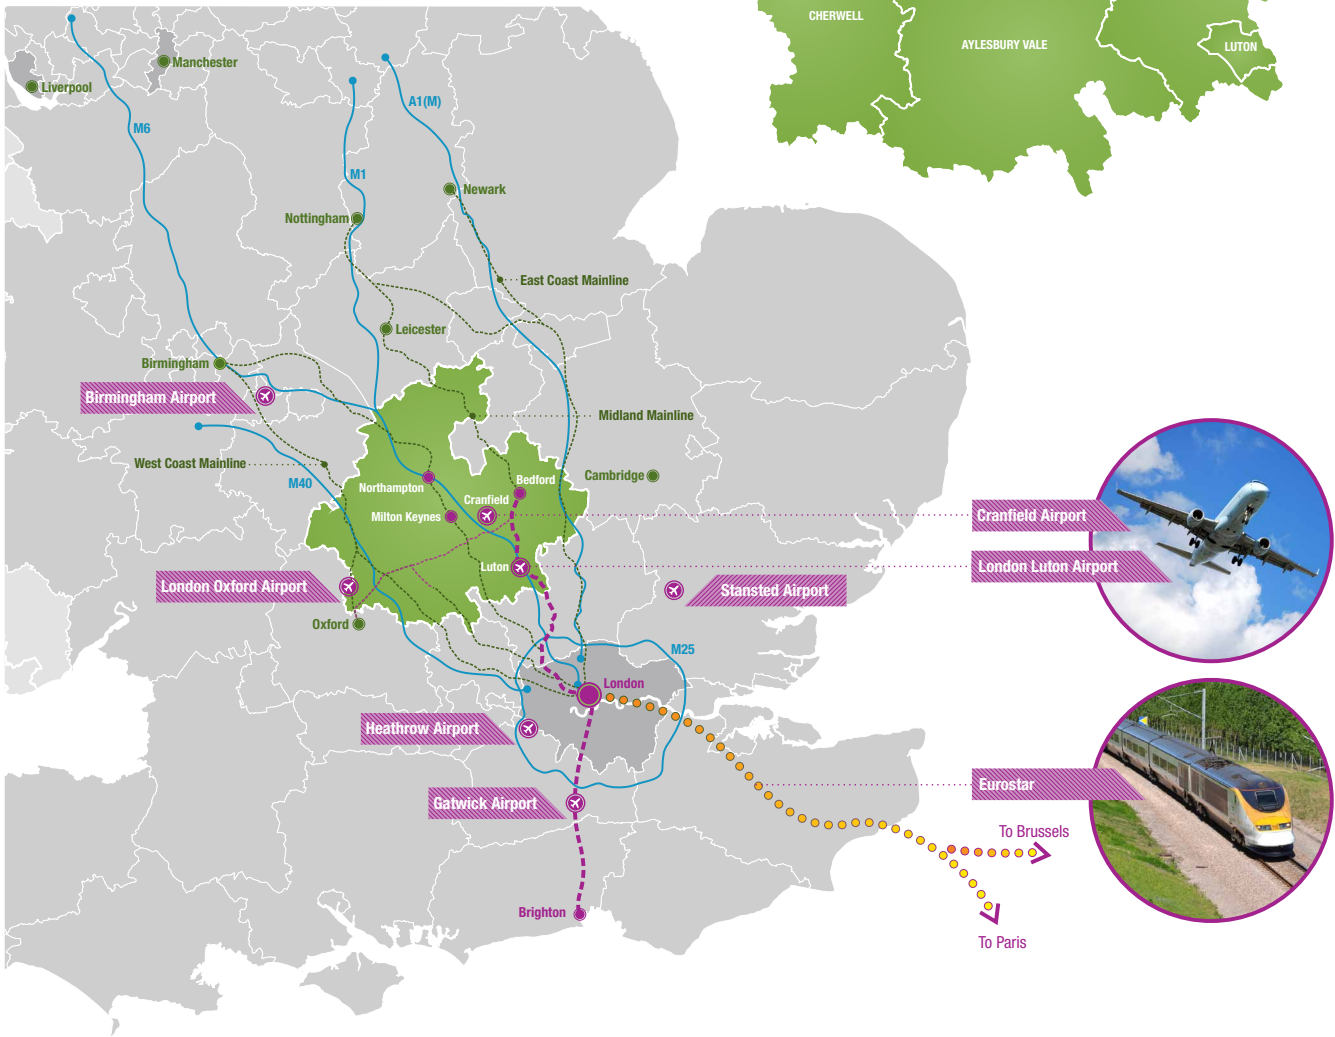 CHERWELL
AYLESBURY VALE
LUTON
Manchester
Liverpool
A1(M)
M6
M1
Newark
Nottingham
East Coast Mainline
Leicester
Birmingham
Birmingham Airport
Midland Mainline
West Coast Mainline
M40
Cambridge
Bedford
Northampton
Cranfield
Milton Keynes
Cranfield Airport
Luton
London Luton Airport
London Oxford Airport
Stansted Airport
Oxford
M25
London
Heathrow Airport
Gatwick Airport
Eurostar
To Brussels
Brighton
To Paris